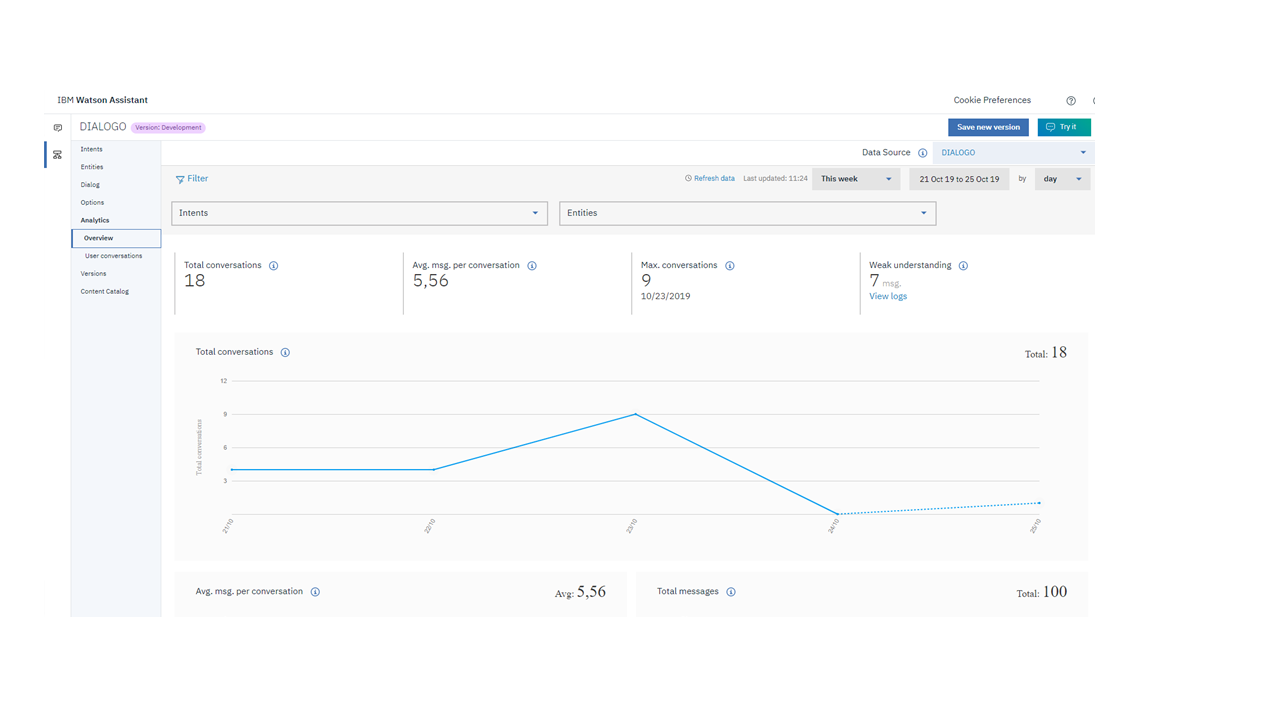 IBM Watson Assistant
Cookie Preferences
DIALOGO Version: Development
Save new version
Try it
Intents
Entities
Dialog
Options
Analytics
Overview
User conversations
Versions
Content Catalog
Data Source DIALOGO
Filter
Refresh data Last updated: 11:24 This week 21 Oct 19 to 25 Oct 19 by day
Intents Entities
Total conversations
18
Avg. msg. per conversation
5,56
Max. conversations
9
10/23/2019
Weak understanding
7 msg.
View logs
Total conversations Total: 18
Total conversations
12
9
6
3
21/10 22/10 23/10 24/10 25/10
Avg. msg. per conversation Avg: 5,56
Total messages Total: 100